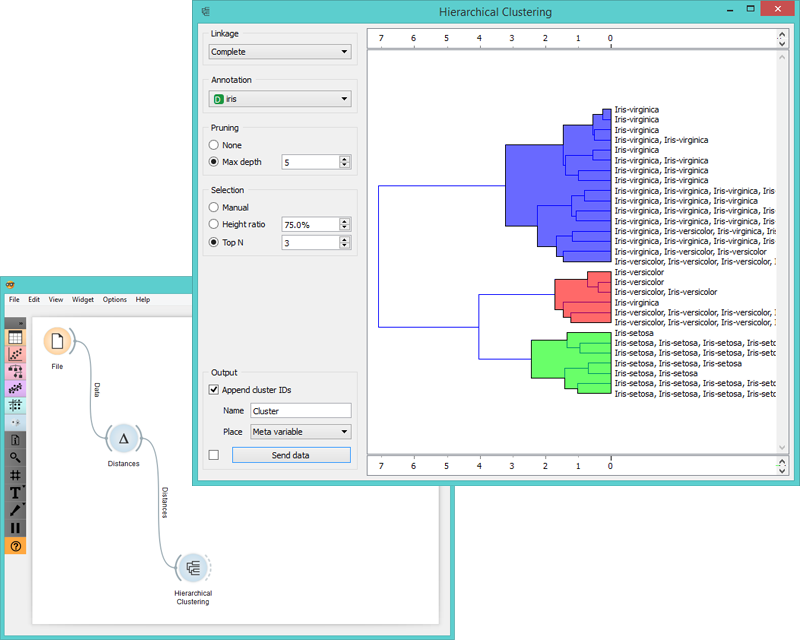 Hierarchical Clustering
Linkage
Complete
Annotation
D iris
Pruning
None
Max depth 5
Selection
Manual
Height ratio 75.0%
Top N 3
Output
Append cluster IDs
Name Cluster
Place Meta variable
Send data
7 6 5 4 3 2 1 0
Iris-virginica
Iris-virginica
Iris-virginica
Iris-virginica, Iris-virginica
Iris-virginica
Iris-virginica, Iris-virginica
Iris-virginica, Iris-virginica
Iris-virginica
Iris-virginica, Iris-virginica, Iris-virginica, Iris
Iris-virginica, Iris-virginica, Iris-virginica
Iris-virginica, Iris-virginica, Iris-virginica, Iris
Iris-virginica, Iris-virginica, Iris-virginica, Iris
Iris-virginica, Iris-versicolor, Iris-virginica, Iri
Iris-virginica, Iris-virginica, Iris-virginica, Iris
Iris-virginica, Iris-versicolor, Iris-versicolor
Iris-versicolor, Iris-versicolor, Iris-versicolor, I
Iris-versicolor
Iris-versicolor
Iris-versicolor, Iris-versicolor
Iris-virginica
Iris-versicolor, Iris-versicolor, Iris-versicolor, I
Iris-versicolor, Iris-versicolor, Iris-versicolor, I
Iris-setosa
Iris-setosa, Iris-setosa, Iris-setosa, Iris-seto
Iris-setosa, Iris-setosa, Iris-setosa, Iris-seto
Iris-setosa, Iris-setosa, Iris-setosa
Iris-setosa, Iris-setosa
Iris-setosa, Iris-setosa, Iris-setosa, Iris-seto
Iris-setosa, Iris-setosa, Iris-setosa, Iris-seto
7 6 5 4 3 2 1 0
File Edit View Widget Options Help
File
Data
Distances
Distances
Hierarchical
Clustering